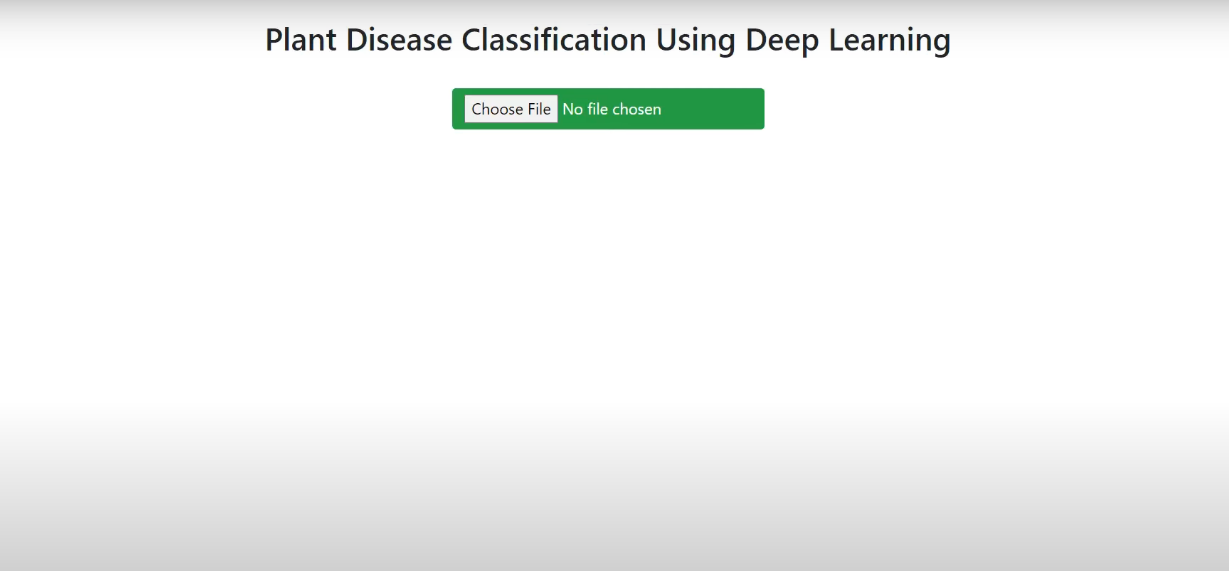 Plant Disease Classification Using Deep Learning
Choose File No file chosen